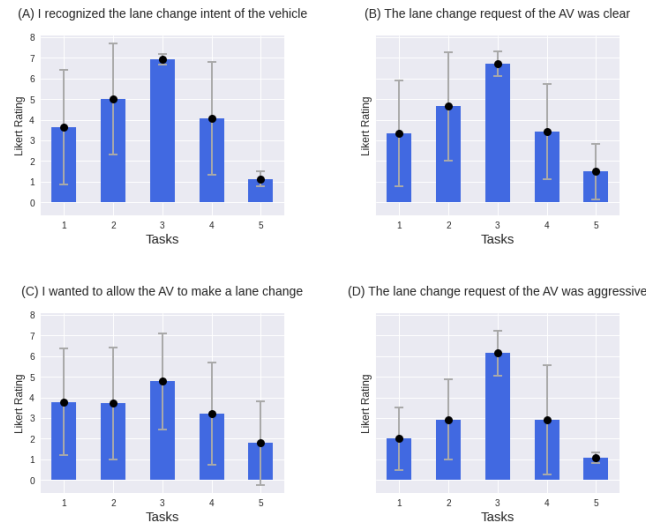 (A) I recognized the lane change intent of the vehicle
8
7
6
5
4
3
2
1
0
Likert Rating
1 2 3 4 5
Tasks
(B) The lane change request of the AV was clear
Likert Rating
1 2 3 4 5
Tasks
(C) I wanted to allow the AV to make a lane change
8
7
6
5
4
3
2
1
0
Likert Rating
1 2 3 4 5
Tasks
(D) The lane change request of the AV was aggressive
Likert Rating
1 2 3 4 5
Tasks